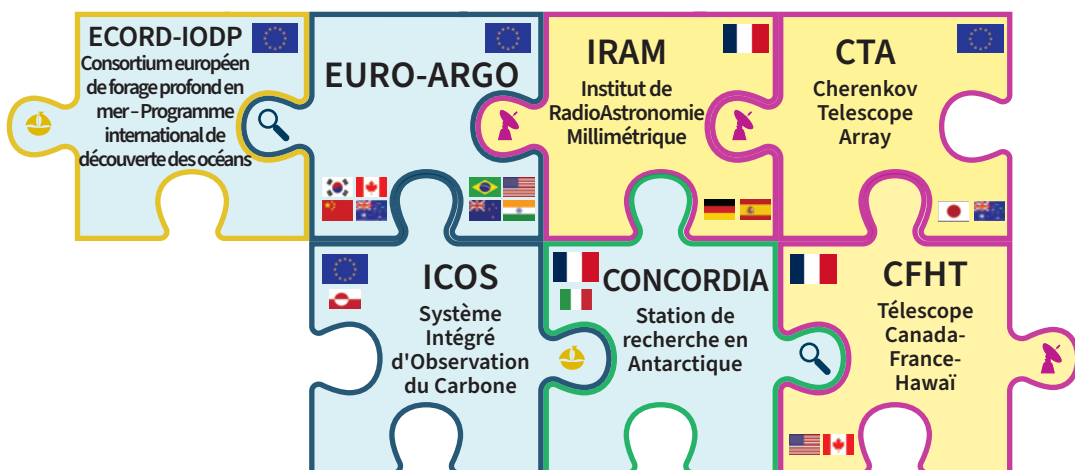 ECORD-IODP
Consortium européen
de forage profond en
mer – Programme
international de
découverte des océans
EURO-ARGO
IRAM
Institut de
RadioAstronomie
Millimétrique
CTA
Cherenkov
Telescope
Array
ICOS
Système
Intégré
d'Observation
du Carbone
CONCORDIA
Station de
recherche en
Antarctique
CFHT
Télescope
Canada-
France-
Hawaï